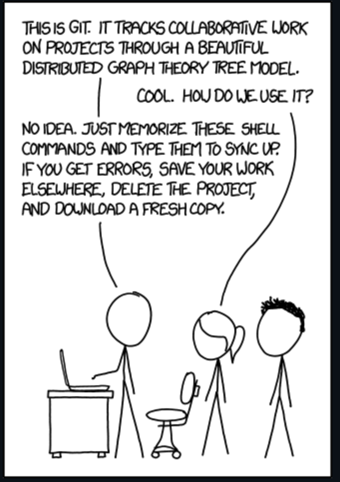 THIS IS GIT. IT TRACKS COLLABORATIVE WORK
ON PROJECTS THROUGH A BEAUTIFUL
DISTRIBUTED GRAPH THEORY TREE MODEL.
COOL. HOW DO WE USE IT?
NO IDEA. JUST MEMORIZE THESE SHELL
COMMANDS AND TYPE THEM TO SYNC UP.
IF YOU GET ERRORS, SAVE YOUR WORK
ELSEWHERE, DELETE THE PROJECT,
AND DOWNLOAD A FRESH COPY.